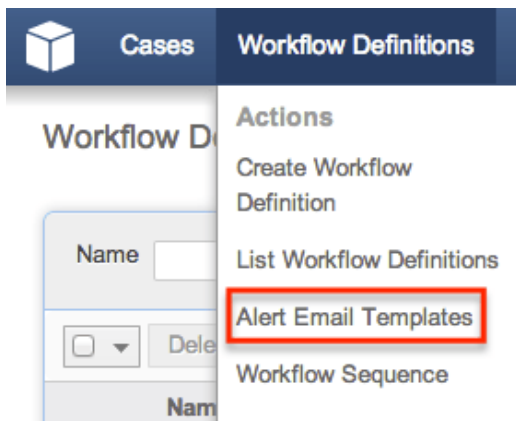 Cases Workflow Definitions
Actions
Workflow D
Create Workflow
Definition
Name
List Workflow Definitions
Alert Email Templates
Dele
Workflow Sequence
Nam